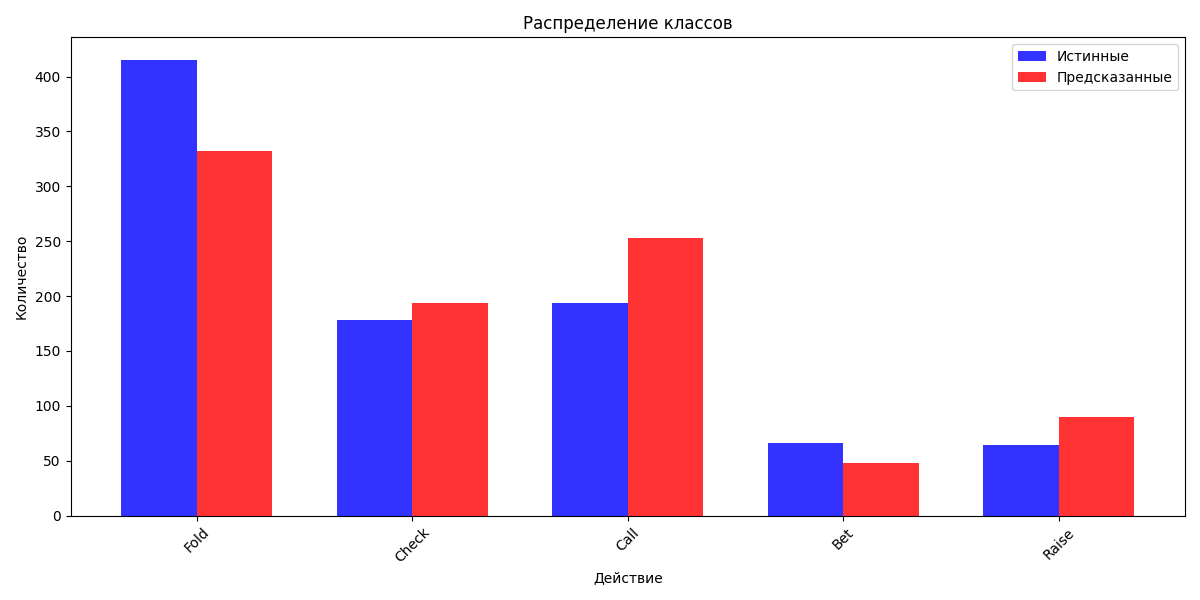 Распределение классов
Истинные
Предсказанные
Количество
400
350
300
250
200
150
100
50
0
Fold
Check
Call
Bet
Raise
Действие